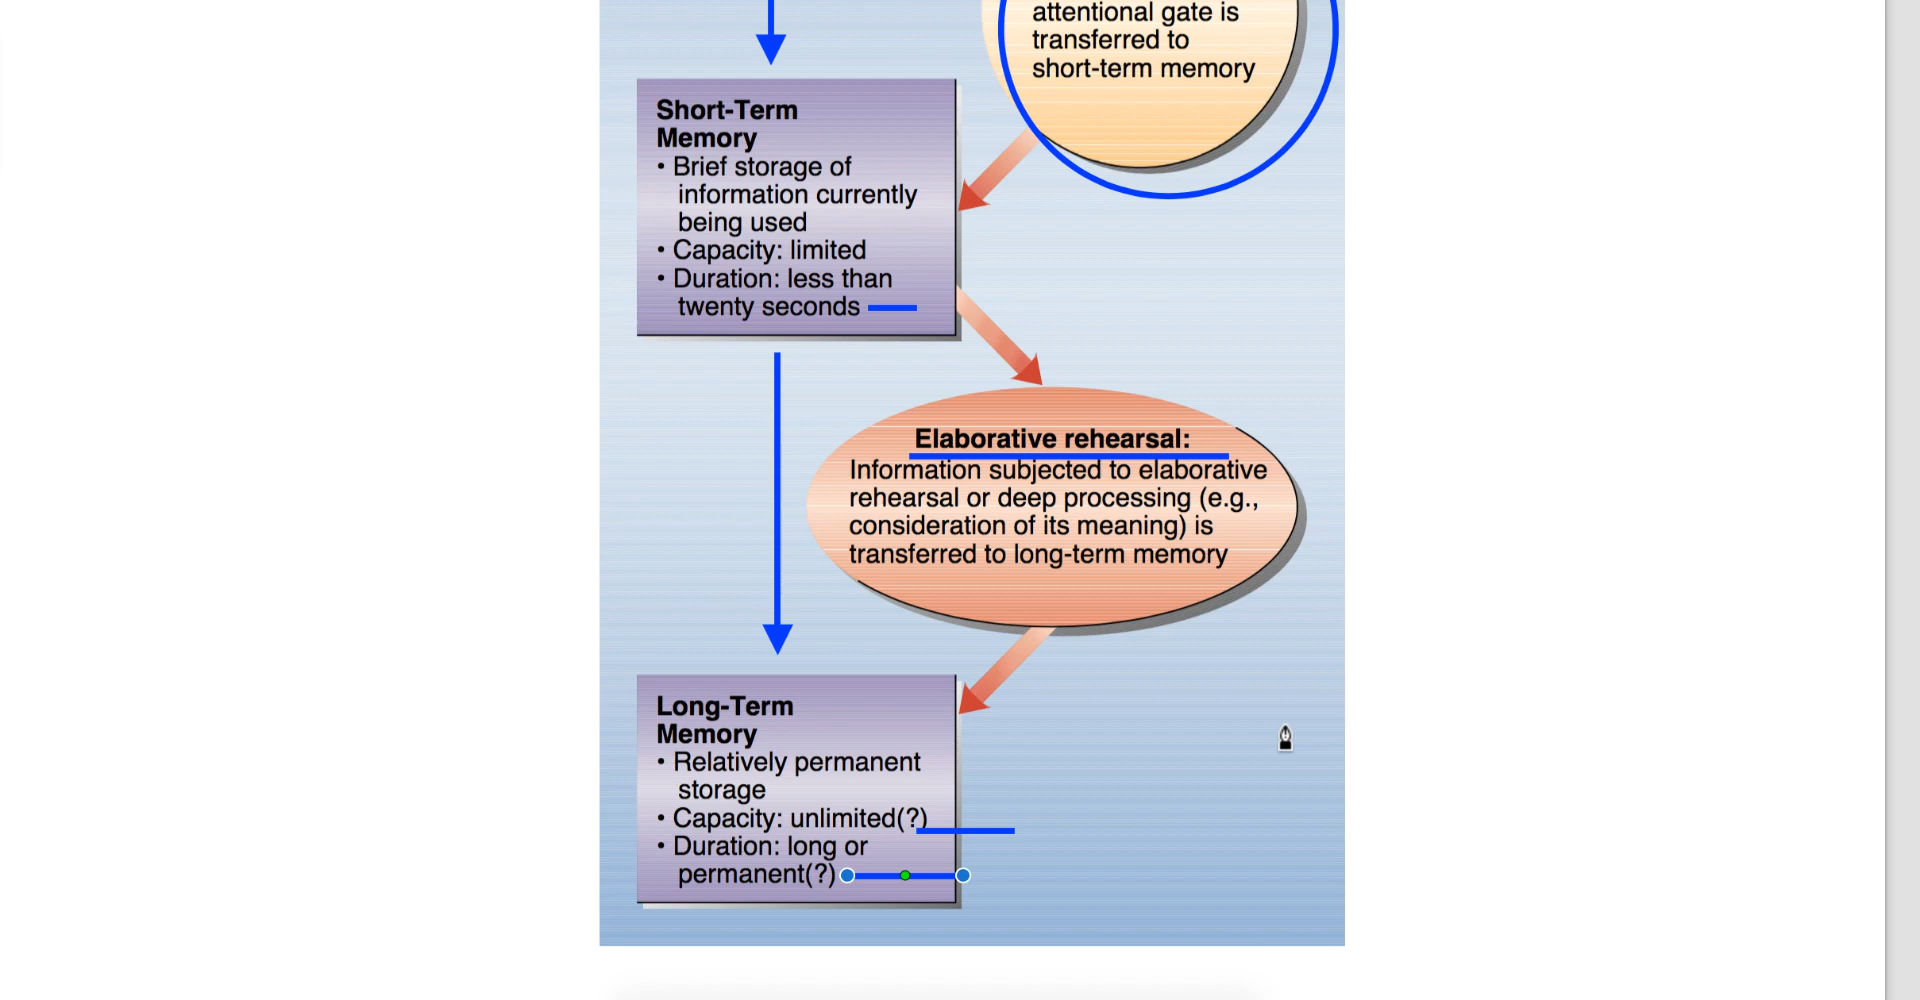 attentional gate is
transferred to
short-term memory
Short-Term
Memory
• Brief storage of
information currently
being used
• Capacity: limited
• Duration: less than
twenty seconds
Elaborative rehearsal:
Information subjected to elaborative
rehearsal or deep processing (e.g.,
consideration of its meaning) is
transferred to long-term memory
Long-Term
Memory
• Relatively permanent
storage
• Capacity: unlimited(?)
• Duration: long or
permanent(?)